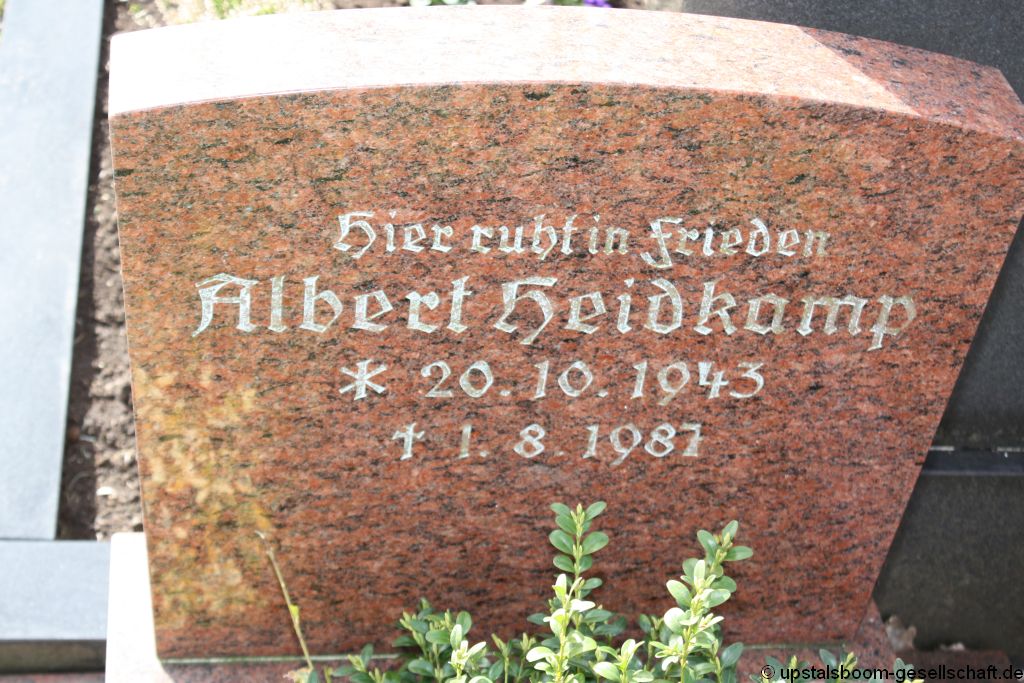 Hier ruht in Frieden
Albert Heidkamp
* 20. 10. 1943
† 1. 8. 1987
© upstalsboom-gesellschaft.de